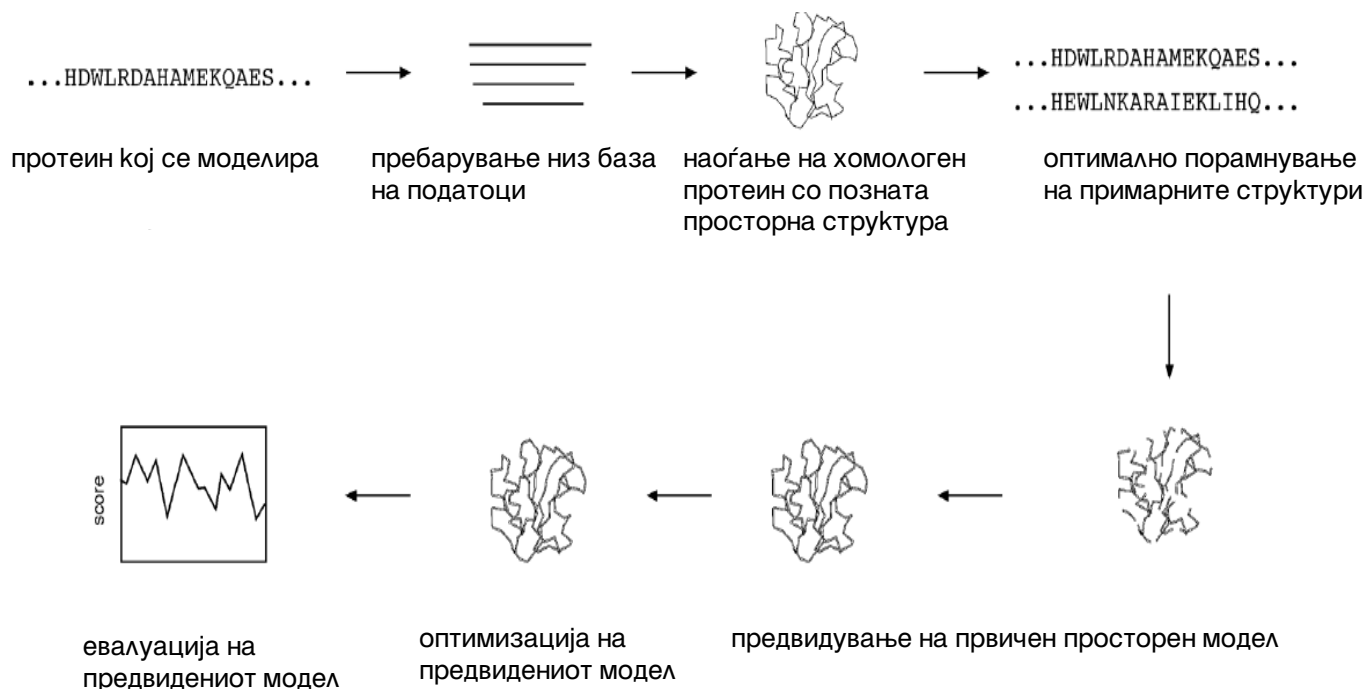 ...HDWLRDAHAMEKQAES...
протеин кој се моделира
пребарување низ база
на податоци
наоѓање на хомологен
протеин со позната
просторна структура
...HDWLRDAHAMEKQAES...
...HEWLNKARAIEKLIHQ...
оптимално порамнување
на примарните структури
score
евалуација на
предвидениот модел
оптимизација на
предвидениот модел
предвидување на првичен просторен модел